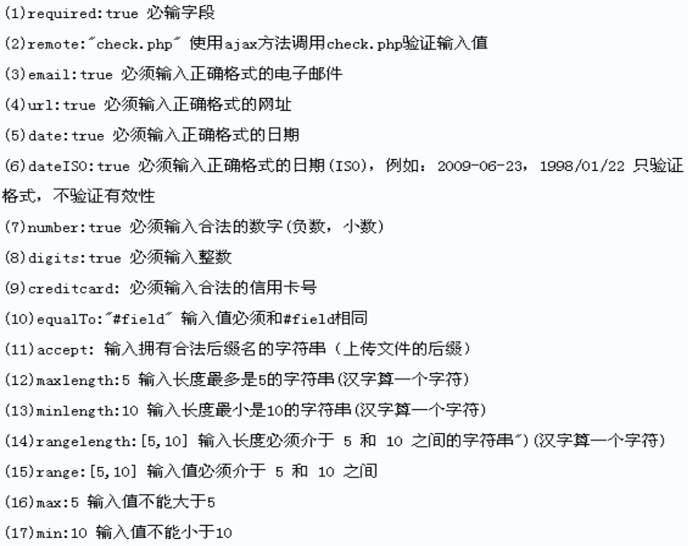 (1)required:true 必输字段
(2)remote:"check.php" 使用ajax方法调用check.php验证输入值
(3)email:true 必须输入正确格式的电子邮件
(4)url:true 必须输入正确格式的网址
(5)date:true 必须输入正确格式的日期
(6)dateISO:true 必须输入正确格式的日期(ISO)，例如：2009-06-23，1998/01/22 只验证
格式，不验证有效性
(7)number:true 必须输入合法的数字(负数，小数)
(8)digits:true 必须输入整数
(9)creditcard: 必须输入合法的信用卡号
(10)equalTo:"#field" 输入值必须和#field相同
(11)accept: 输入拥有合法后缀名的字符串（上传文件的后缀）
(12)maxlength:5 输入长度最多是5的字符串(汉字算一个字符)
(13)minlength:10 输入长度最小是10的字符串(汉字算一个字符)
(14)rangelength:[5,10] 输入长度必须介于 5 和 10 之间的字符串")(汉字算一个字符)
(15)range:[5,10] 输入值必须介于 5 和 10 之间
(16)max:5 输入值不能大于5
(17)min:10 输入值不能小于10